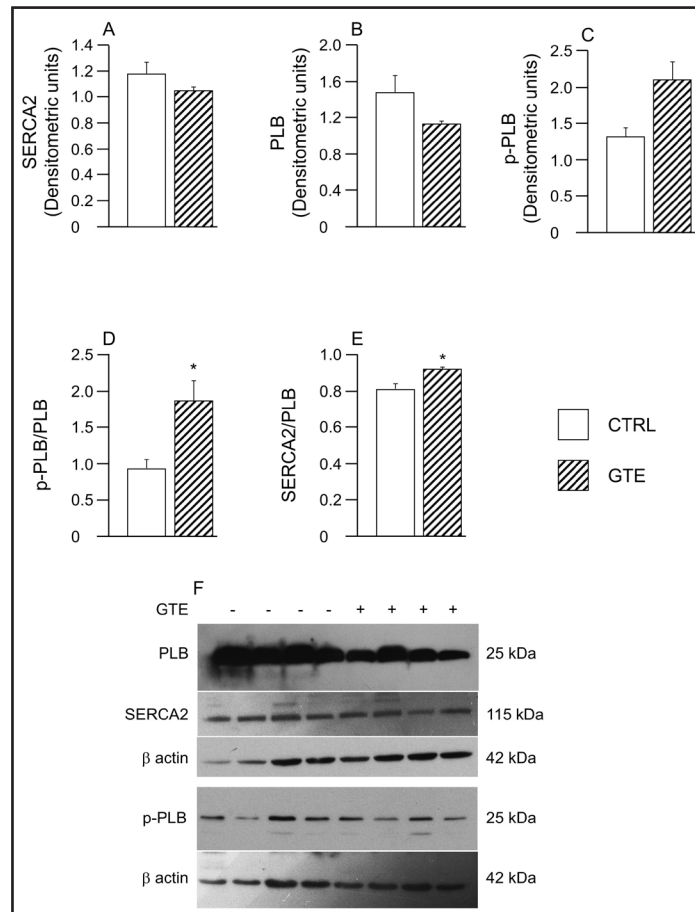 A
SERCA2
(Densitometric units)
1.4
1.2
1.0
0.8
0.6
0.4
0.2
0
B
PLB
(Densitometric units)
2.0
1.6
1.2
0.8
0.4
0
C
p-PLB
(Densitometric units)
2.5
2.0
1.5
1.0
0.5
0
D
p-PLB/PLB
2.5
2.0
1.5
1.0
0.5
0
*
E
SERCA2/PLB
1.0
0.8
0.6
0.4
0.2
0
*
CTRL
GTE
F
GTE - - - - + + + +
PLB 25 kDa
SERCA2 115 kDa
β actin 42 kDa
p-PLB 25 kDa
β actin 42 kDa